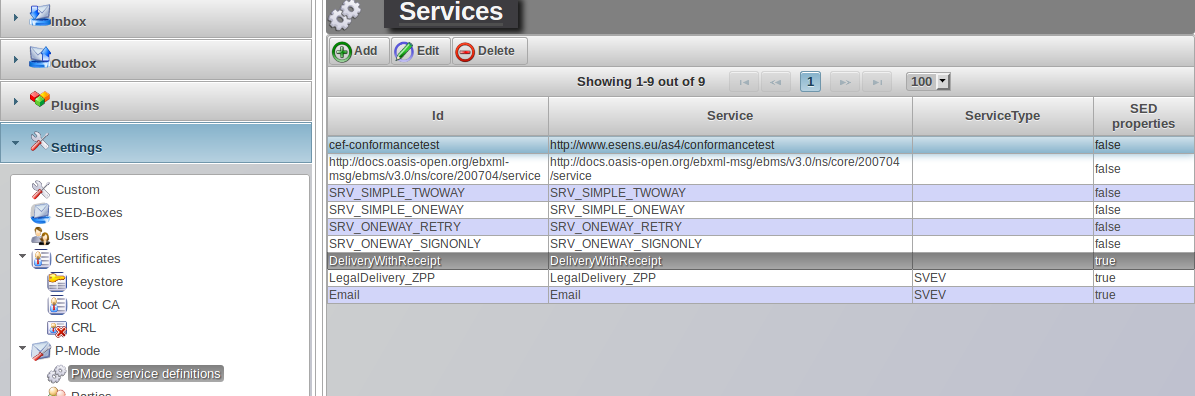 Inbox
Outbox
Plugins
Settings
Custom
SED-Boxes
Users
Certificates
Keystore
Root CA
CRL
P-Mode
PMode service definitions
Parties
Services
Add Edit Delete
Showing 1-9 out of 9 1 100
Id Service ServiceType SED
properties
cef-conformancetest http://www.esens.eu/as4/conformancetest false
http://docs.oasis-open.org/ebxml- http://docs.oasis-open.org/ebxml-msg/ebms/v3.0/ns/core/200704
msg/ebms/v3.0/ns/core/200704/service /service false
SRV_SIMPLE_TWOWAY SRV_SIMPLE_TWOWAY false
SRV_SIMPLE_ONEWAY SRV_SIMPLE_ONEWAY false
SRV_ONEWAY_RETRY SRV_ONEWAY_RETRY false
SRV_ONEWAY_SIGNONLY SRV_ONEWAY_SIGNONLY false
DeliveryWithReceipt DeliveryWithReceipt true
LegalDelivery_ZPP LegalDelivery_ZPP SVEV true
Email Email SVEV true